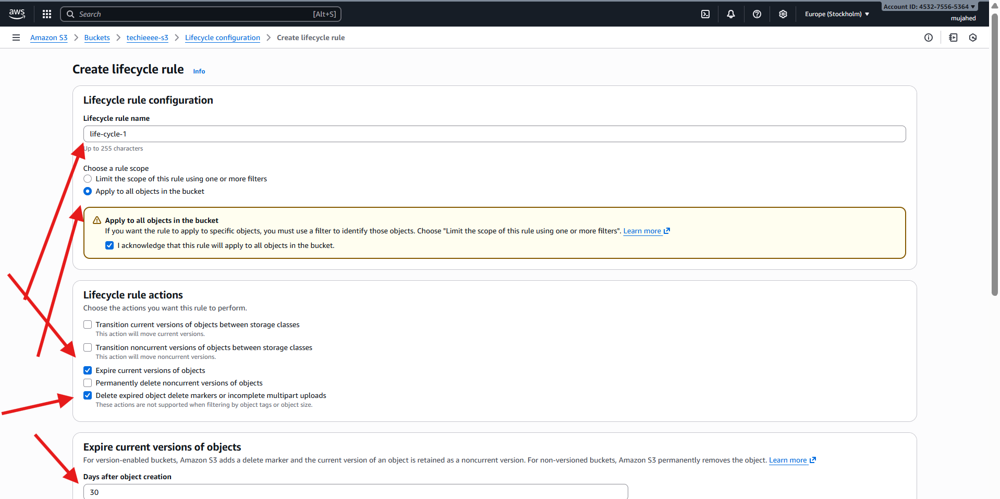 aws
Search [Alt+S]
Europe (Stockholm)
Account ID: 4532-7556-5364
mujahed
Amazon S3 > Buckets > techieeee-s3 > Lifecycle configuration > Create lifecycle rule
Create lifecycle rule Info
Lifecycle rule configuration
Lifecycle rule name
life-cycle-1
Up to 255 characters
Choose a rule scope
Limit the scope of this rule using one or more filters
Apply to all objects in the bucket
Apply to all objects in the bucket
If you want the rule to apply to specific objects, you must use a filter to identify those objects. Choose "Limit the scope of this rule using one or more filters". Learn more
I acknowledge that this rule will apply to all objects in the bucket.
Lifecycle rule actions
Choose the actions you want this rule to perform.
Transition current versions of objects between storage classes
This action will move current versions.
Transition noncurrent versions of objects between storage classes
This action will move noncurrent versions.
Expire current versions of objects
Permanently delete noncurrent versions of objects
Delete expired object delete markers or incomplete multipart uploads
These actions are not supported when filtering by object tags or object size.
Expire current versions of objects
For version-enabled buckets, Amazon S3 adds a delete marker and the current version of an object is retained as a noncurrent version. For non-versioned buckets, Amazon S3 permanently removes the object. Learn more
Days after object creation
30